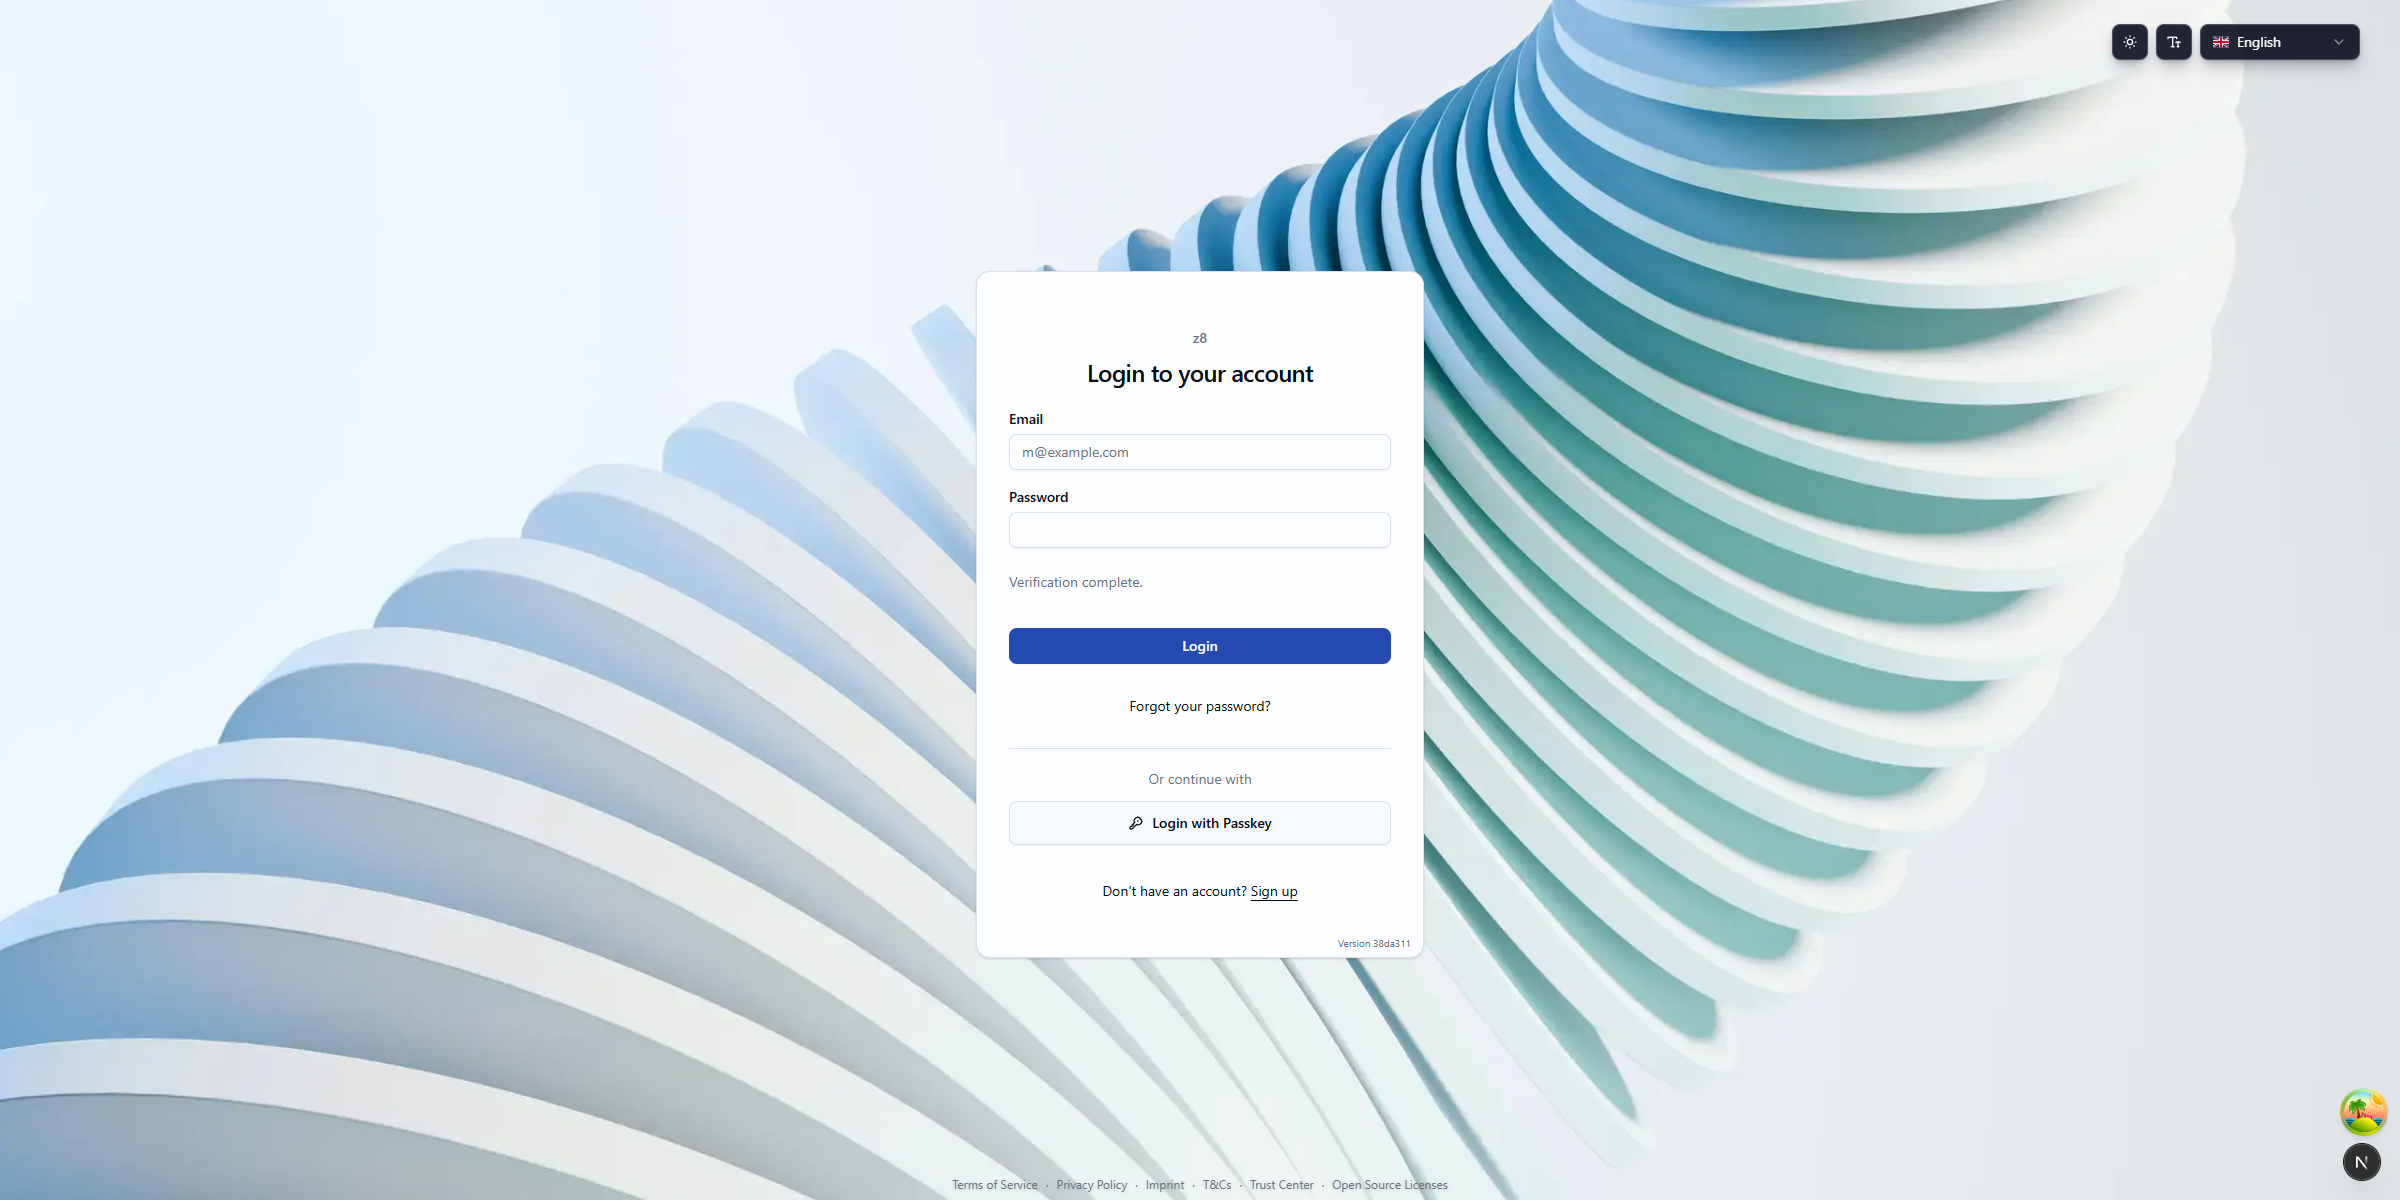 English
z8
Login to your account
Email
m@example.com
Password
Verification complete.
Login
Forgot your password?
Or continue with
Login with Passkey
Don't have an account? Sign up
Version 38da311
Terms of Service · Privacy Policy · Imprint · T&Cs · Trust Center · Open Source Licenses